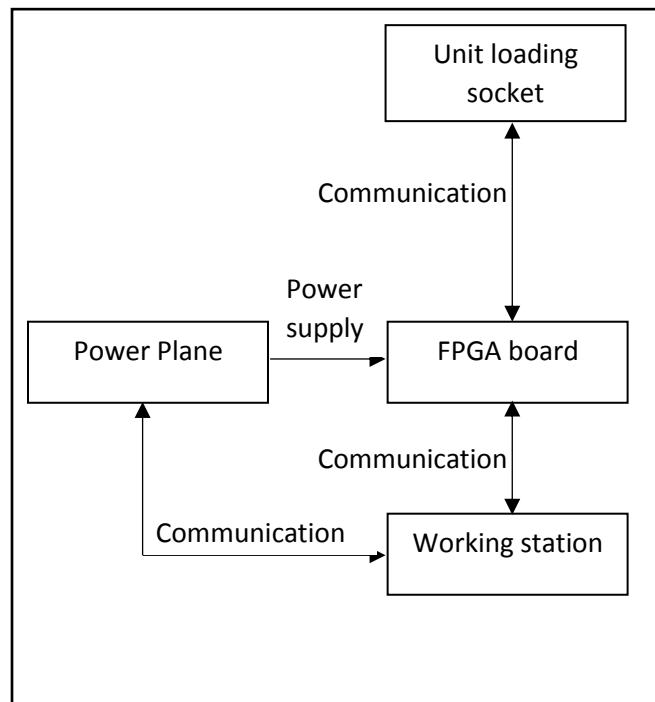 Unit loading
socket
Communication
Power
supply
Power Plane
FPGA board
Communication
Communication
Working station